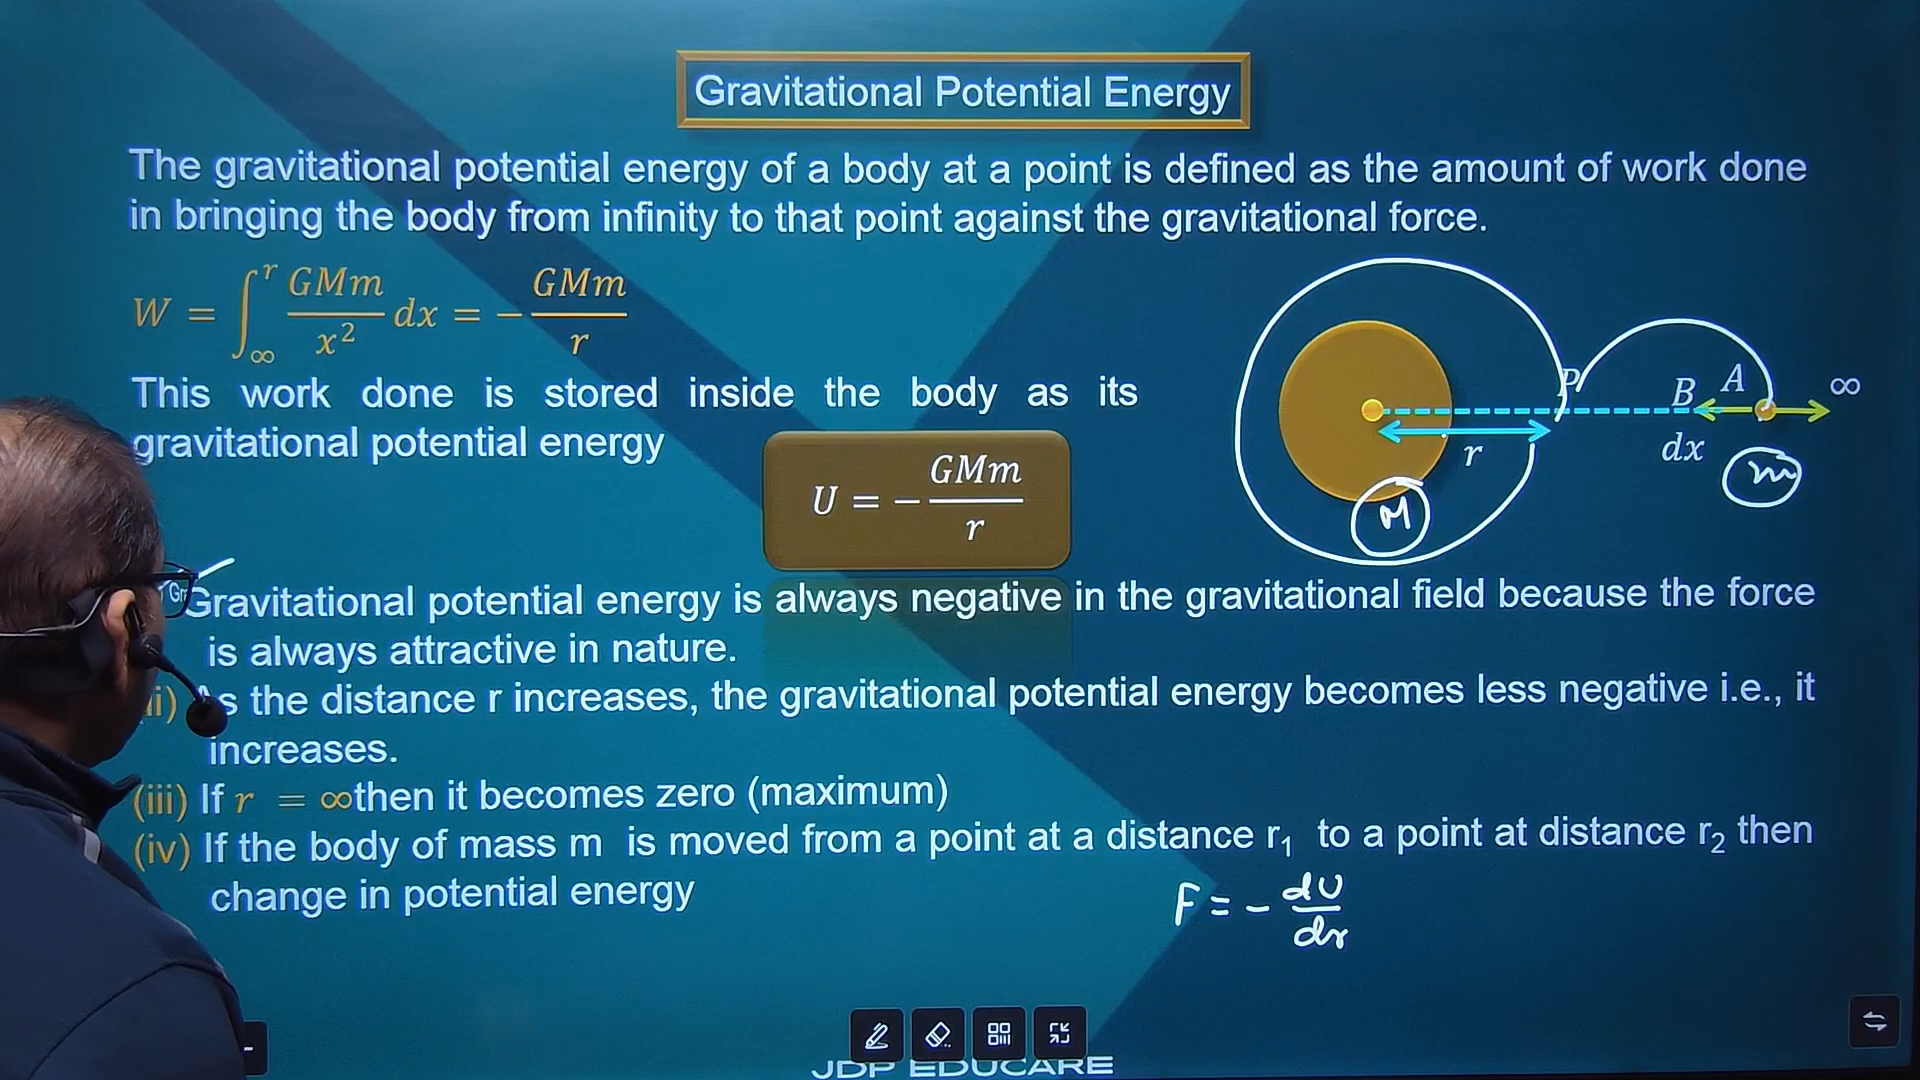 Gravitational Potential Energy
The gravitational potential energy of a body at a point is defined as the amount of work done
in bringing the body from infinity to that point against the gravitational force.
W = ∫_∞^r GMm/x² dx = − GMm/r
This work done is stored inside the body as its
gravitational potential energy
U = − GMm/r
P B A ∞
r dx
M m
Gravitational potential energy is always negative in the gravitational field because the force
is always attractive in nature.
ii) As the distance r increases, the gravitational potential energy becomes less negative i.e., it
increases.
(iii) If r = ∞then it becomes zero (maximum)
(iv) If the body of mass m is moved from a point at a distance r₁ to a point at distance r₂ then
change in potential energy
F = − dU/dr
JDP EDUCARE